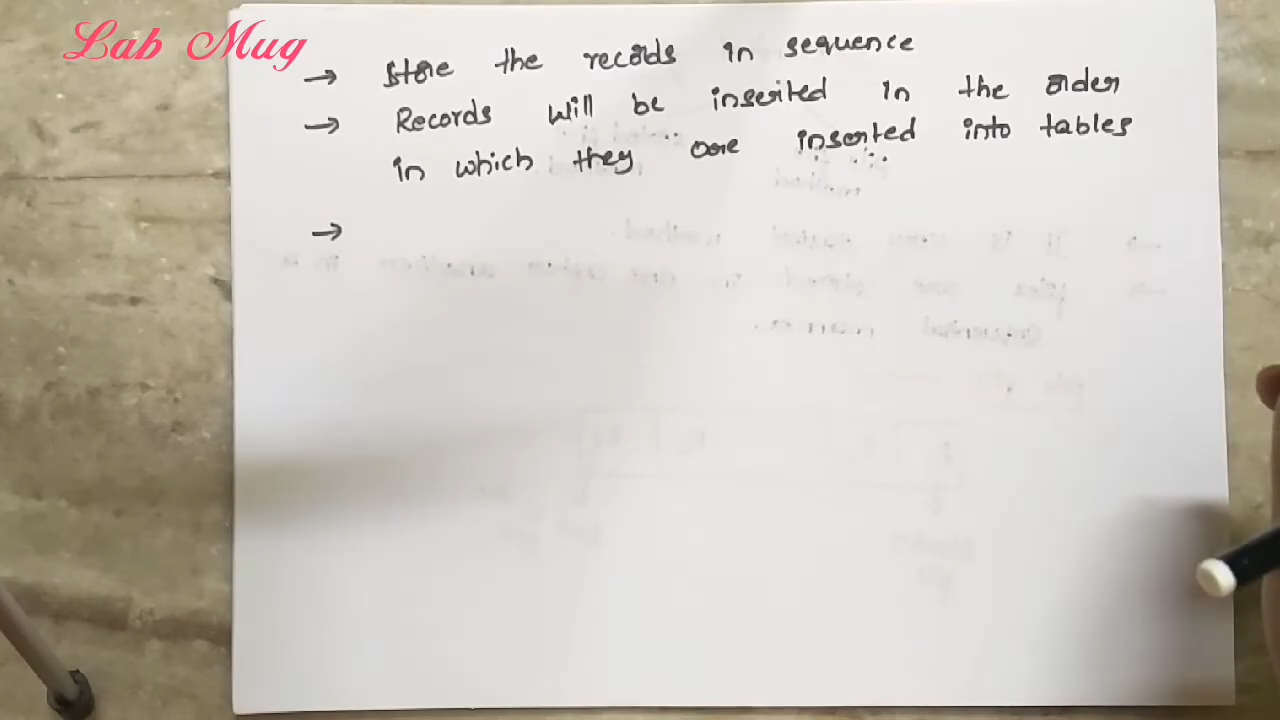 Lab Mug
→ Store the records in sequence
→ Records will be inserted in the order
in which they are inserted into tables
→